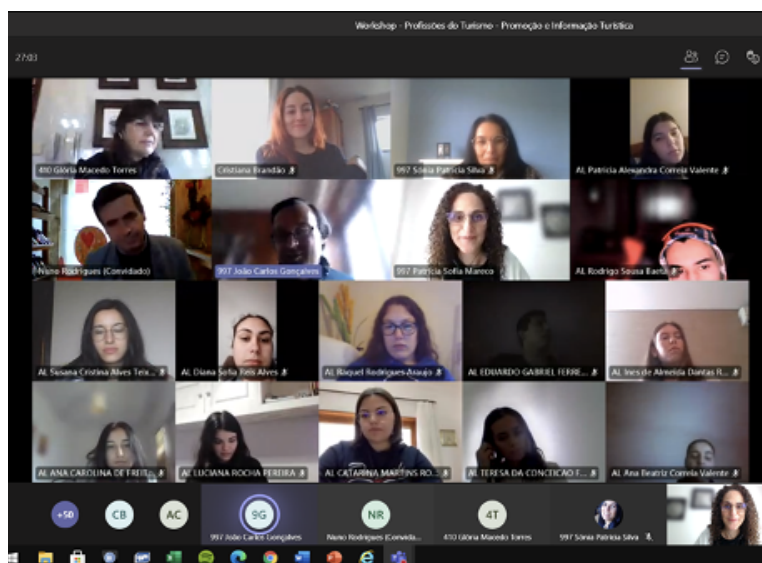 Workshop - Profissões do Turismo - Promoção e Informação Turística
27:03
410 Glória Macedo Torres
Cristiana Brandão
997 Sónia Patrícia Silva
AL Patrícia Alexandra Correia Valente
Nuno Rodrigues (Convidado)
997 João Carlos Gonçalves
997 Patrícia Sofia Mareco
AL Rodrigo Sousa Baeta
AL Susana Cristina Alves Teix...
AL Diana Sofia Reis Alves
AL Raquel Rodrigues Araujo
AL EDUARDO GABRIEL FERRE...
AL Ines de Almeida Dantas R...
AL ANA CAROLINA DE FREIT...
AL LUCIANA ROCHA PEREIRA
AL CATARINA MARTINS RO...
AL TERESA DA CONCEICAO F...
AL Ana Beatriz Correia Valente
+50
CB
AC
9G
997 João Carlos Gonçalves
NR
Nuno Rodrigues (Convida...
4T
410 Glória Macedo Torres
997 Sónia Patrícia Silva